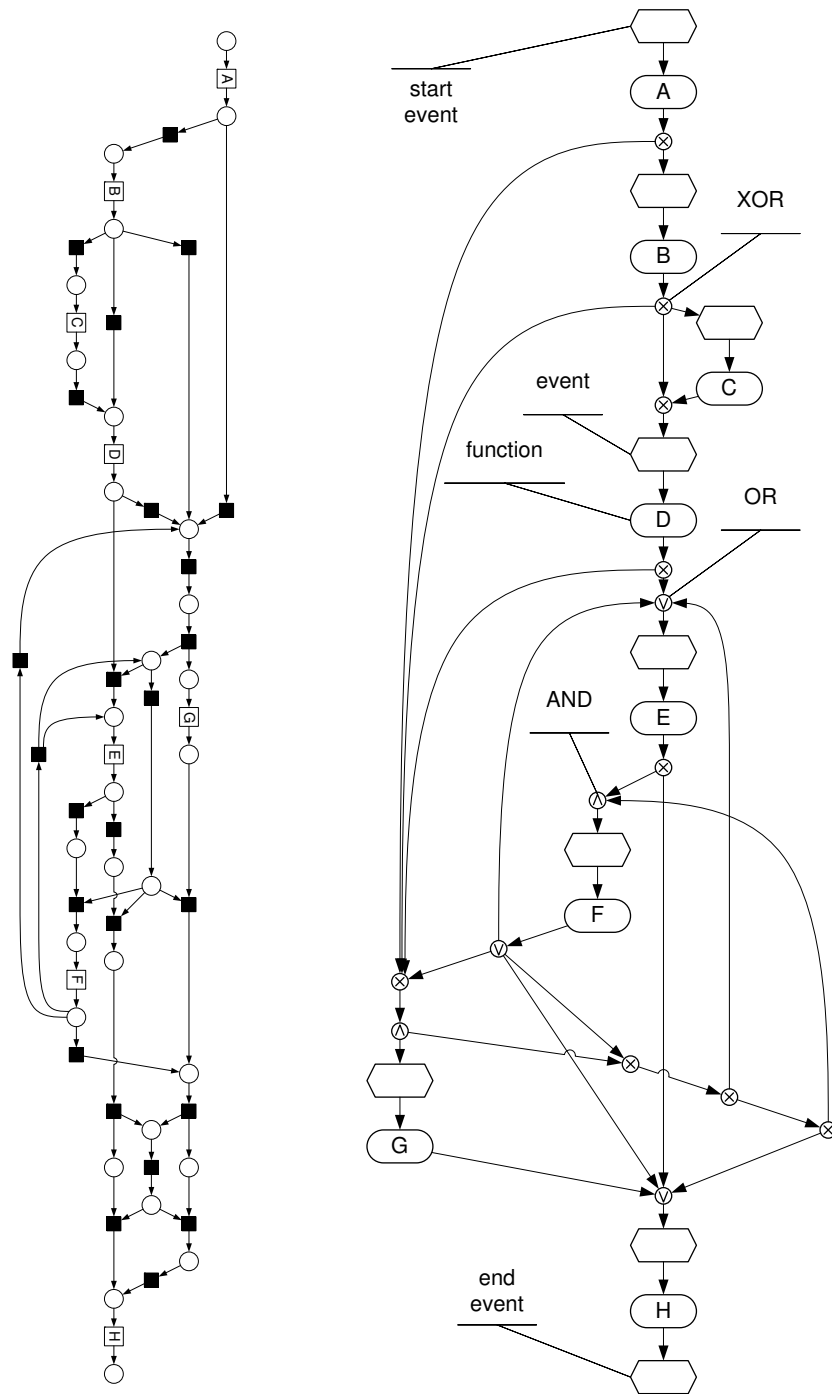 A
B
C
D
G
E
F
H
start
event
A
XOR
B
event
C
function
D
OR
AND
E
F
G
end
event
H